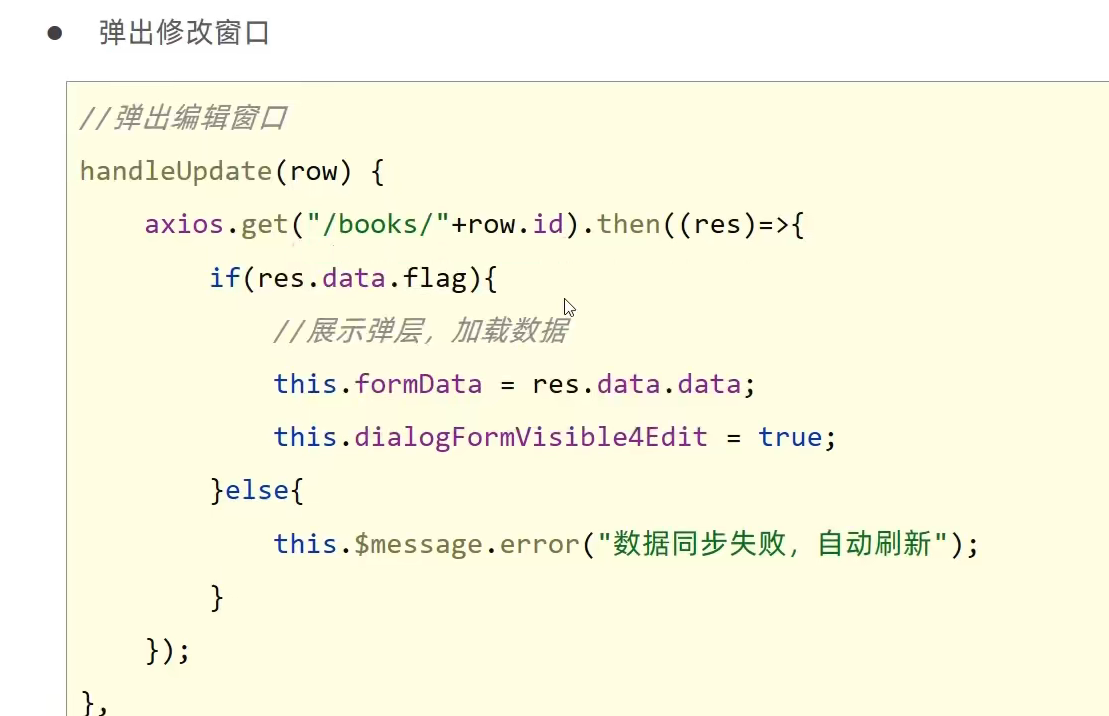 ● 弹出修改窗口
//弹出编辑窗口
handleUpdate(row) {
    axios.get("/books/"+row.id).then((res)=>{
        if(res.data.flag){
            //展示弹层，加载数据
            this.formData = res.data.data;
            this.dialogFormVisible4Edit = true;
        }else{
            this.$message.error("数据同步失败，自动刷新");
        }
    });
},